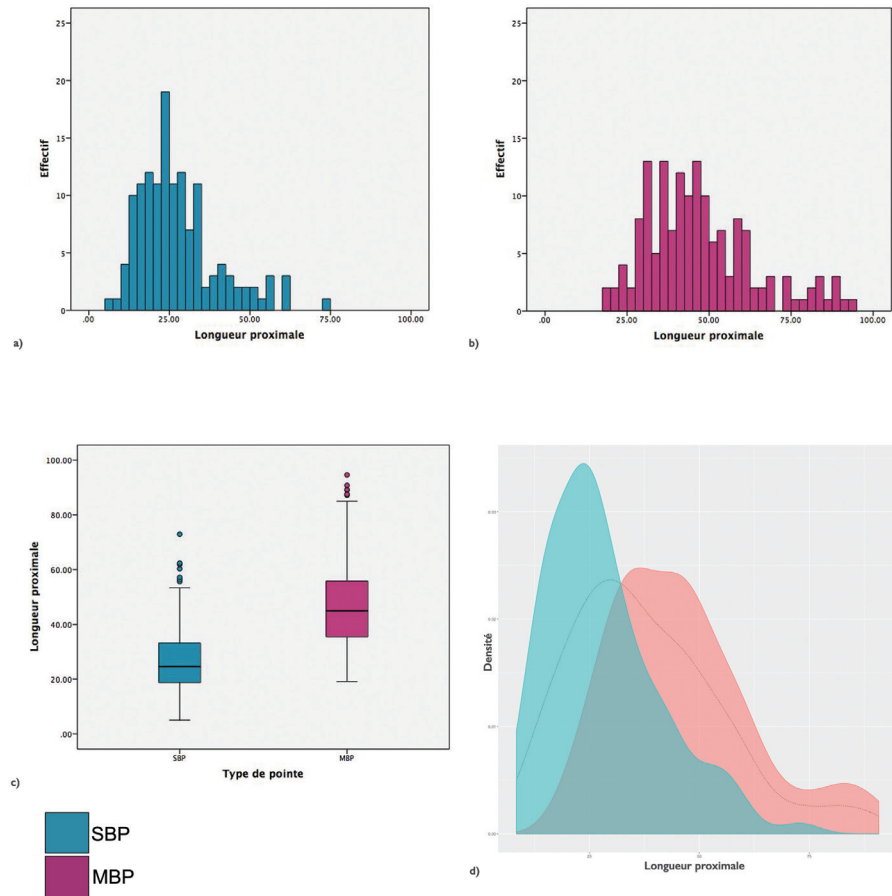 25
20
15
10
5
0
Effectif
.00 25.00 50.00 75.00 100.00
Longueur proximale
a)
25
20
15
10
5
0
Effectif
.00 25.00 50.00 75.00 100.00
Longueur proximale
b)
100.00
80.00
60.00
40.00
20.00
.00
Longueur proximale
SBP MBP
Type de pointe
c)
Densité
25 50 75
Longueur proximale
d)
SBP
MBP